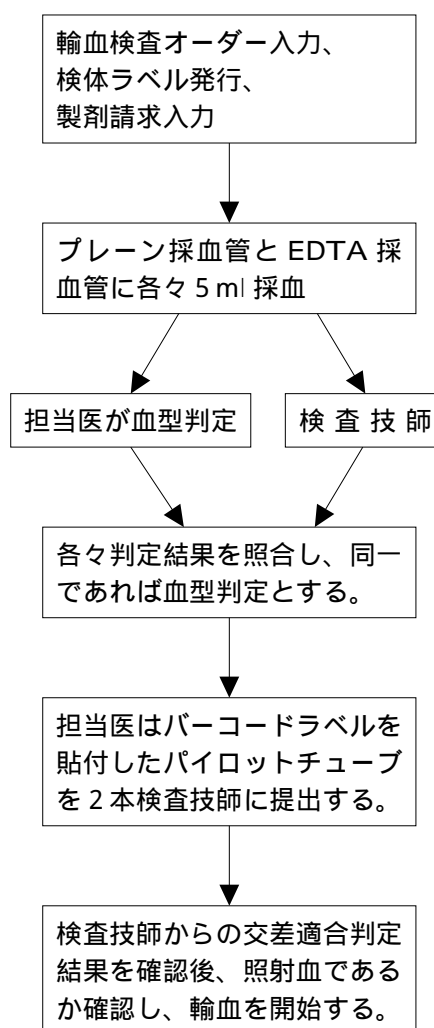 輸血検査オーダー入力、
検体ラベル発行、
製剤請求入力
プレーン採血管と EDTA 採
血管に各々 5 ml 採血
担当医が血型判定
検 査 技 師
各々判定結果を照合し、同一
であれば血型判定とする。
担当医はバーコードラベルを
貼付したパイロットチューブ
を 2 本検査技師に提出する。
検査技師からの交差適合判定
結果を確認後、照射血である
か確認し、輸血を開始する。